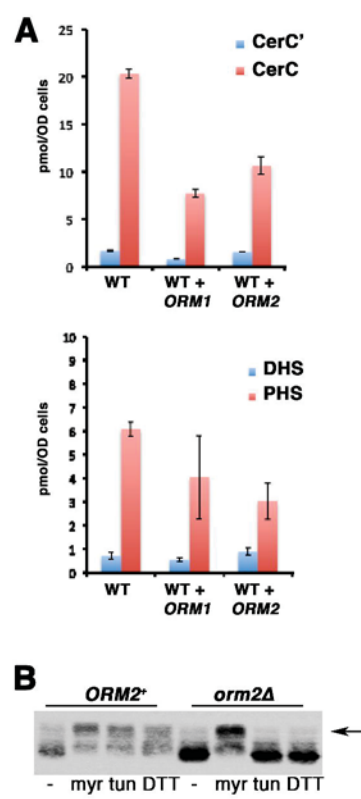 A
CerC'
CerC
pmol/OD cells
25
20
15
10
5
0
WT
WT + ORM1
WT + ORM2
DHS
PHS
pmol/OD cells
10
9
8
7
6
5
4
3
2
1
0
WT
WT + ORM1
WT + ORM2
B
ORM2⁺ orm2Δ
- myr tun DTT - myr tun DTT